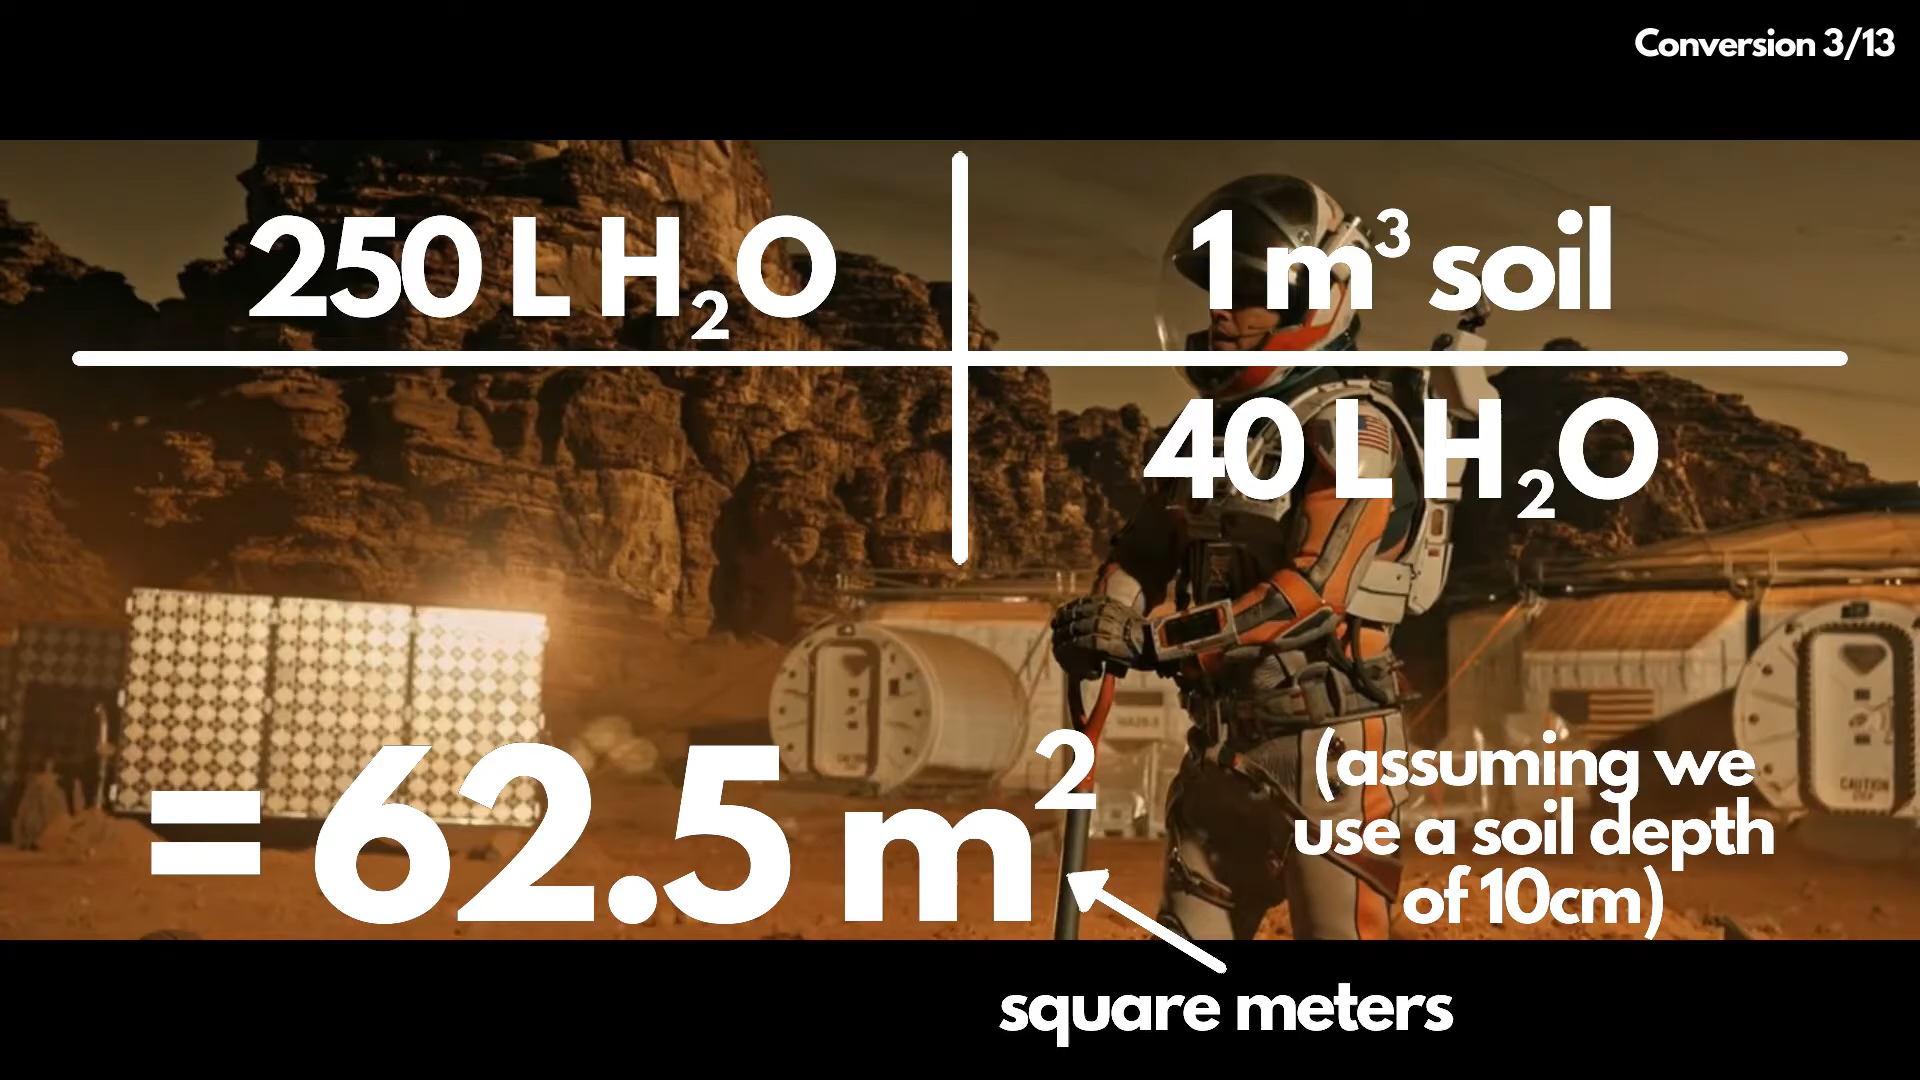 Conversion 3/13
250 L H₂O
1 m³ soil
40 L H₂O
= 62.5 m²
(assuming we
use a soil depth
of 10cm)
square meters
CAUTION